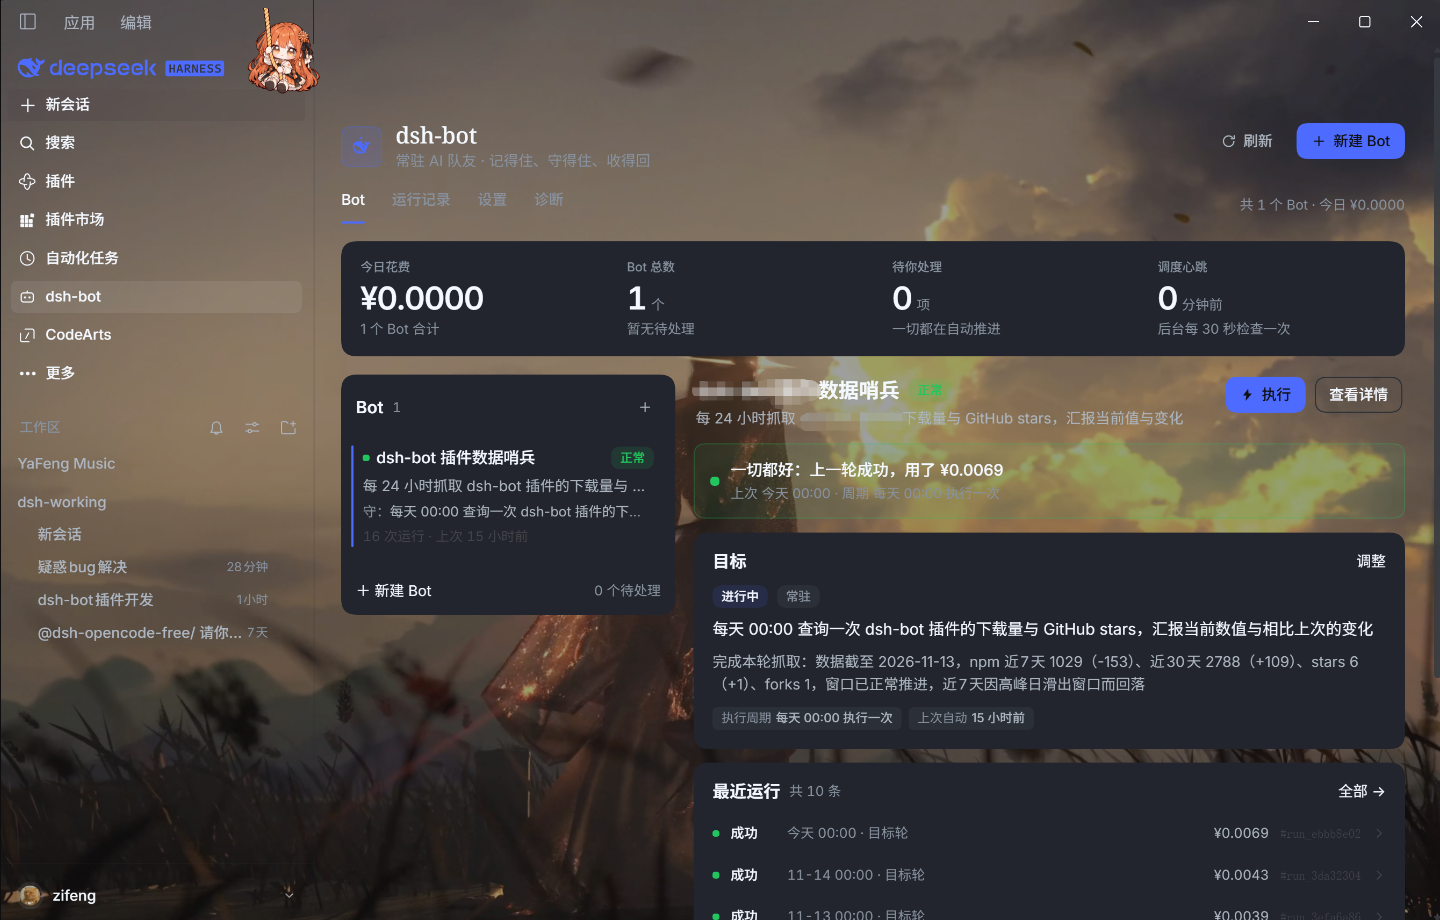 应用 编辑
deepseek HARNESS
新会话
搜索
插件
插件市场
自动化任务
dsh-bot
CodeArts
更多
工作区
YaFeng Music
dsh-working
新会话
疑惑bug解决 28分钟
dsh-bot插件开发 1小时
@dsh-opencode-free/ 请你... 7天
zifeng
dsh-bot
常驻 AI 队友 · 记得住、守得住、收得回
刷新
+ 新建 Bot
Bot 运行记录 设置 诊断
共 1 个 Bot · 今日 ¥0.0000
今日花费
¥0.0000
1 个 Bot 合计
Bot 总数
1 个
暂无待处理
待你处理
0 项
一切都在自动推进
调度心跳
0 分钟前
后台每 30 秒检查一次
Bot 1 +
dsh-bot 插件数据哨兵 正常
每 24 小时抓取 dsh-bot 插件的下载量与 ...
守：每天 00:00 查询一次 dsh-bot 插件的下...
16 次运行 · 上次 15 小时前
+ 新建 Bot 0 个待处理
数据哨兵 正常
每 24 小时抓取 下载量与 GitHub stars，汇报当前值与变化
执行 查看详情
一切都好：上一轮成功，用了 ¥0.0069
上次 今天 00:00 · 周期 每天 00:00 执行一次
目标 调整
进行中 常驻
每天 00:00 查询一次 dsh-bot 插件的下载量与 GitHub stars，汇报当前数值与相比上次的变化
完成本轮抓取：数据截至 2026-11-13，npm 近7天 1029（-153）、近30天 2788（+109）、stars 6
（+1）、forks 1，窗口已正常推进，近7天因高峰日滑出窗口而回落
执行周期 每天 00:00 执行一次 上次自动 15 小时前
最近运行 共 10 条 全部 →
成功 今天 00:00 · 目标轮 ¥0.0069
成功 11-14 00:00 · 目标轮 ¥0.0043 #run_3da32304
成功 11-13 00:00 · 目标轮 ¥0.0039